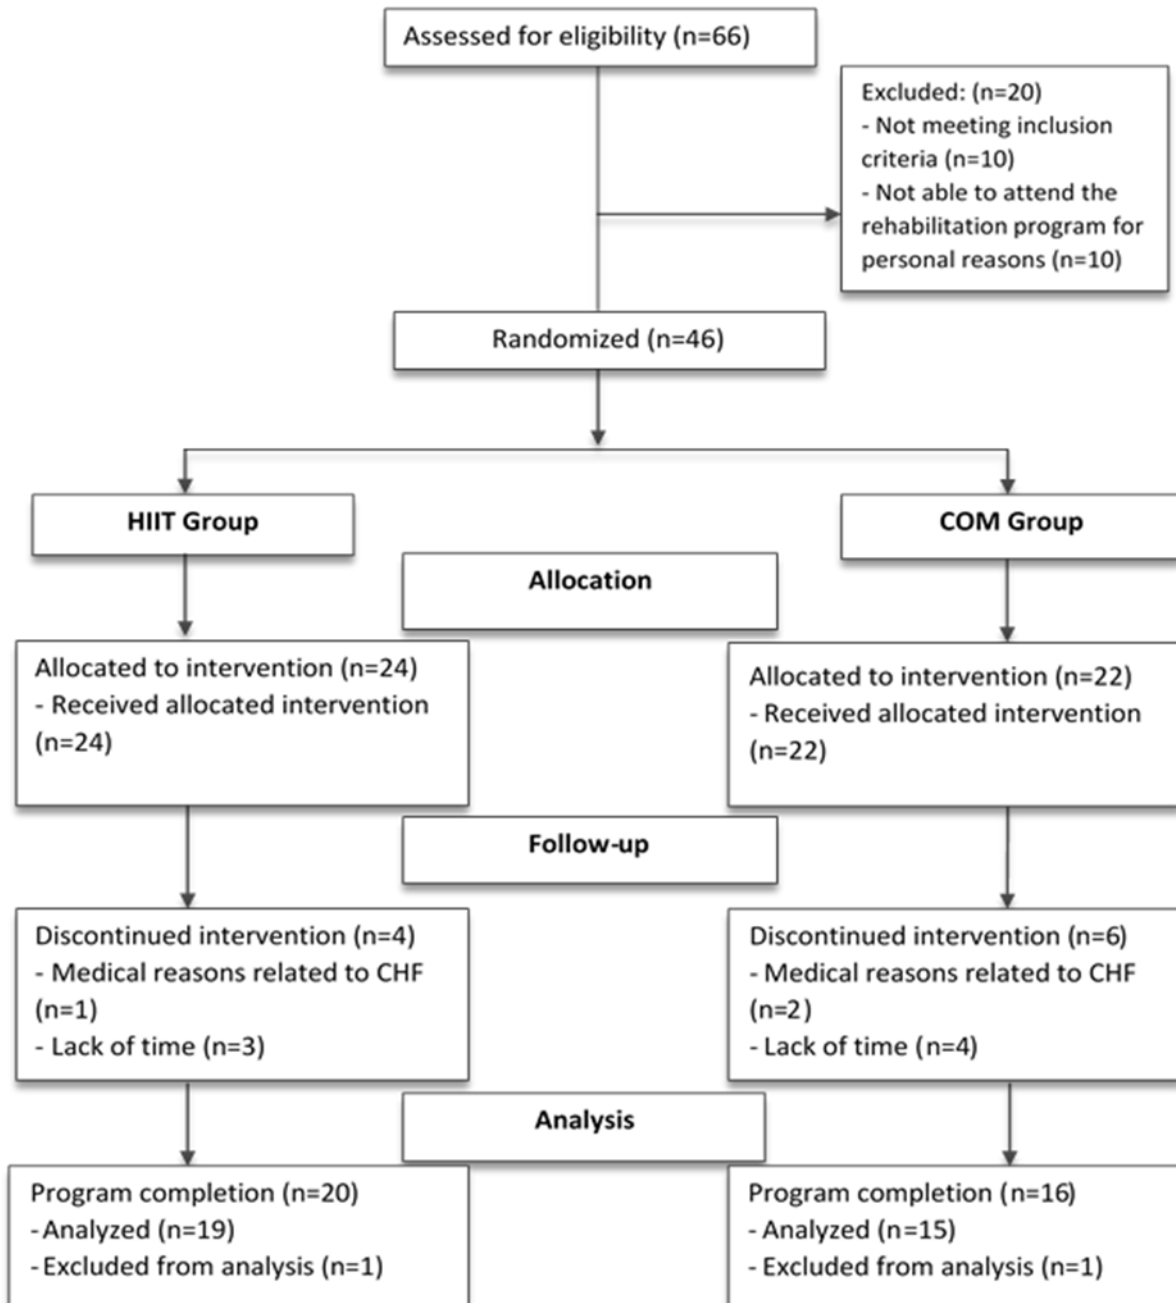 Assessed for eligibility (n=66)
Excluded: (n=20)
- Not meeting inclusion
criteria (n=10)
- Not able to attend the
rehabilitation program for
personal reasons (n=10)
Randomized (n=46)
HIIT Group
COM Group
Allocation
Allocated to intervention (n=24)
- Received allocated intervention
(n=24)
Allocated to intervention (n=22)
- Received allocated intervention
(n=22)
Follow-up
Discontinued intervention (n=4)
- Medical reasons related to CHF
(n=1)
- Lack of time (n=3)
Discontinued intervention (n=6)
- Medical reasons related to CHF
(n=2)
- Lack of time (n=4)
Analysis
Program completion (n=20)
- Analyzed (n=19)
- Excluded from analysis (n=1)
Program completion (n=16)
- Analyzed (n=15)
- Excluded from analysis (n=1)